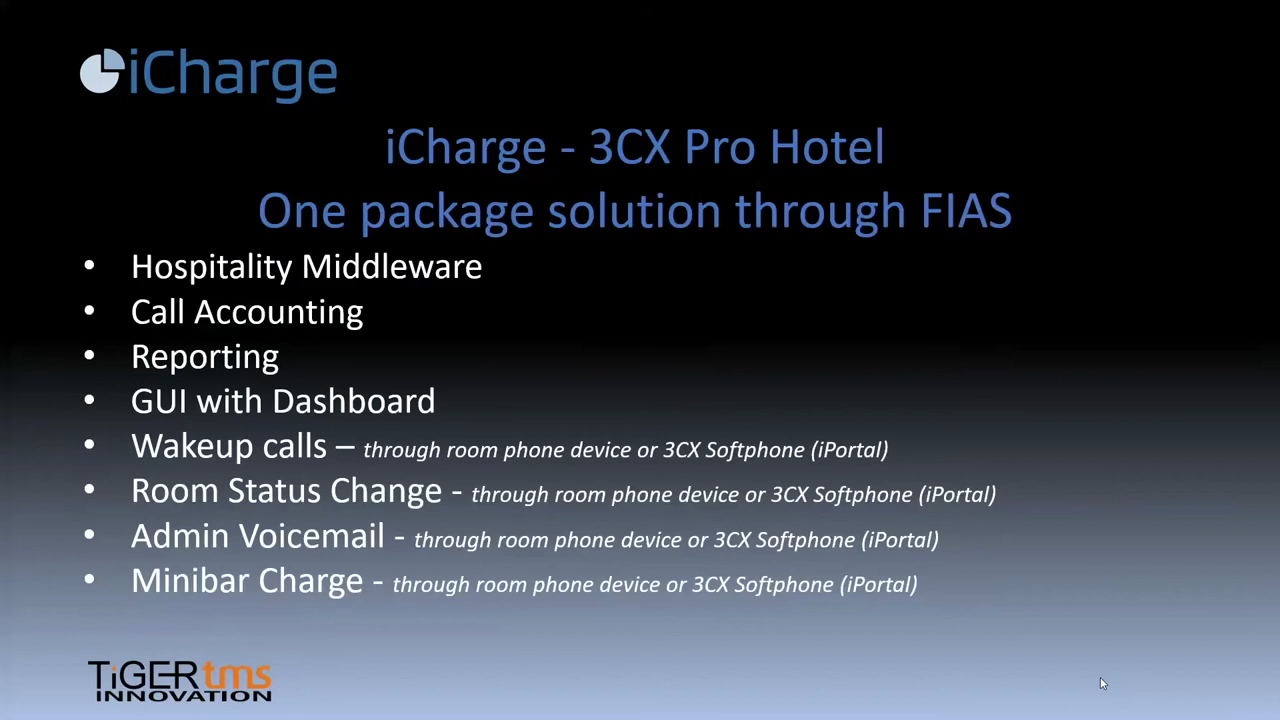 iCharge
iCharge - 3CX Pro Hotel
One package solution through FIAS
• Hospitality Middleware
• Call Accounting
• Reporting
• GUI with Dashboard
• Wakeup calls – through room phone device or 3CX Softphone (iPortal)
• Room Status Change - through room phone device or 3CX Softphone (iPortal)
• Admin Voicemail - through room phone device or 3CX Softphone (iPortal)
• Minibar Charge - through room phone device or 3CX Softphone (iPortal)
TiGER tms
INNOVATION